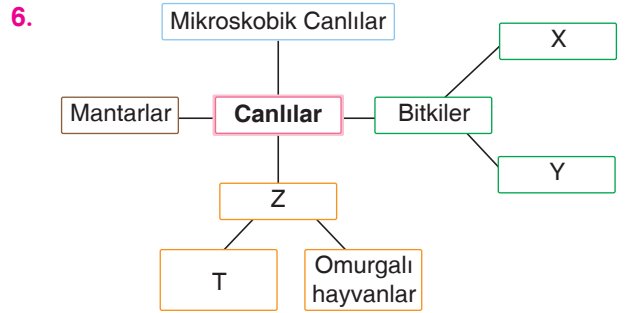 6.
Mikroskobik Canlılar
X
Mantarlar
Canlılar
Bitkiler
Y
Z
T
Omurgalı
hayvanlar